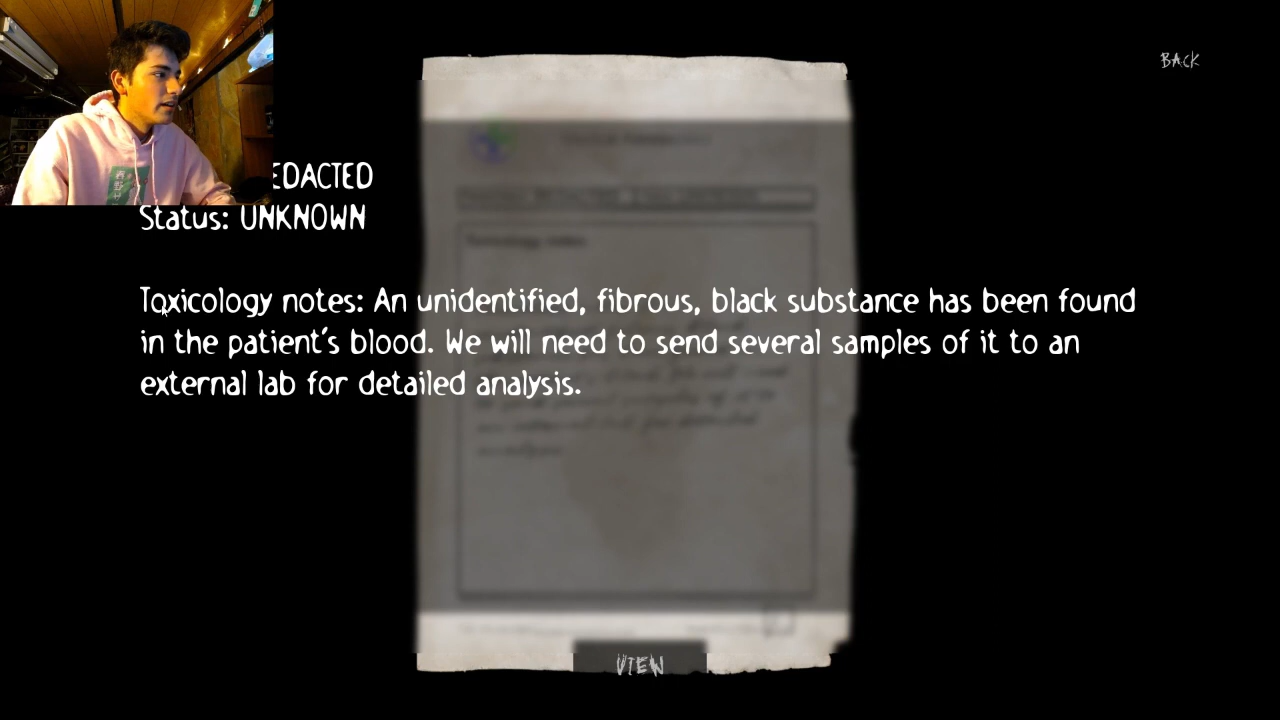 BACK
EDACTED
Status: UNKNOWN
Toxicology notes: An unidentified, fibrous, black substance has been found
in the patient's blood. We will need to send several samples of it to an
external lab for detailed analysis.
VIEW